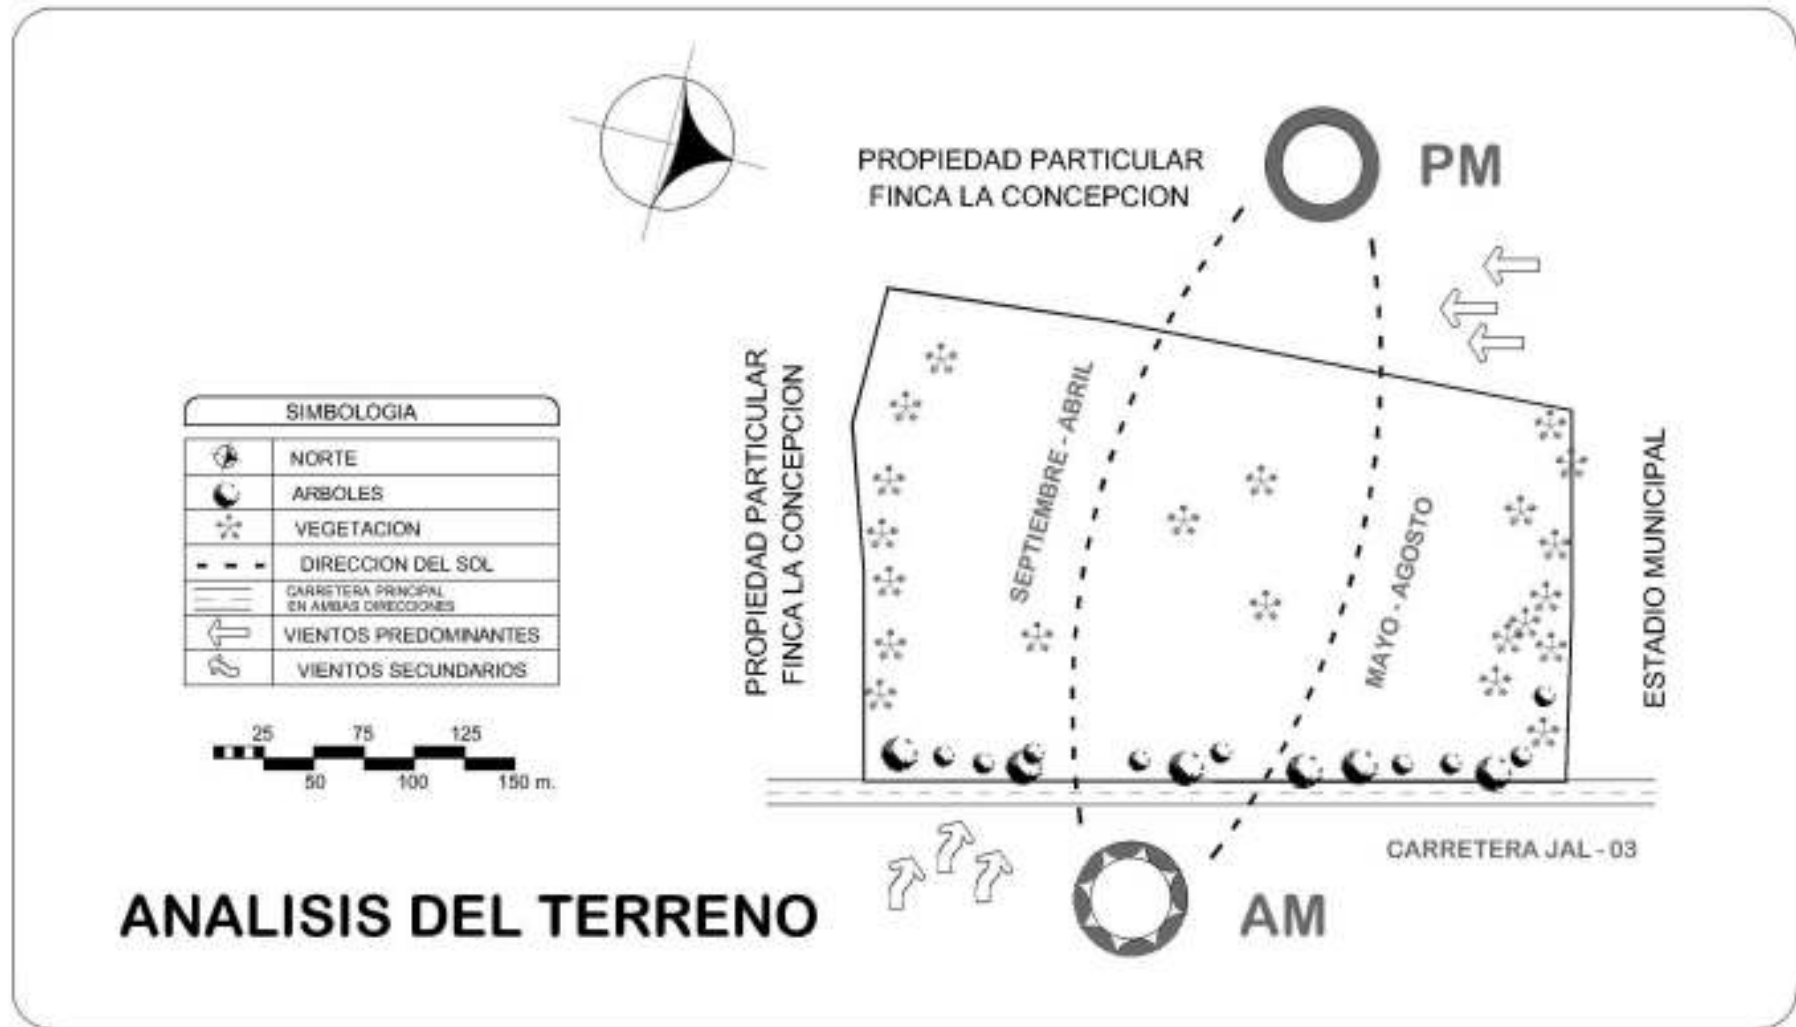 PROPIEDAD PARTICULAR
FINCA LA CONCEPCION
PM
PROPIEDAD PARTICULAR
FINCA LA CONCEPCION
SEPTIEMBRE - ABRIL
MAYO - AGOSTO
ESTADIO MUNICIPAL
SIMBOLOGIA
NORTE
ARBOLES
VEGETACION
DIRECCION DEL SOL
CARRETERA PRINCIPAL
EN AMBAS DIRECCIONES
VIENTOS PREDOMINANTES
VIENTOS SECUNDARIOS
25 75 125
50 100 150 m.
CARRETERA JAL - 03
ANALISIS DEL TERRENO
AM